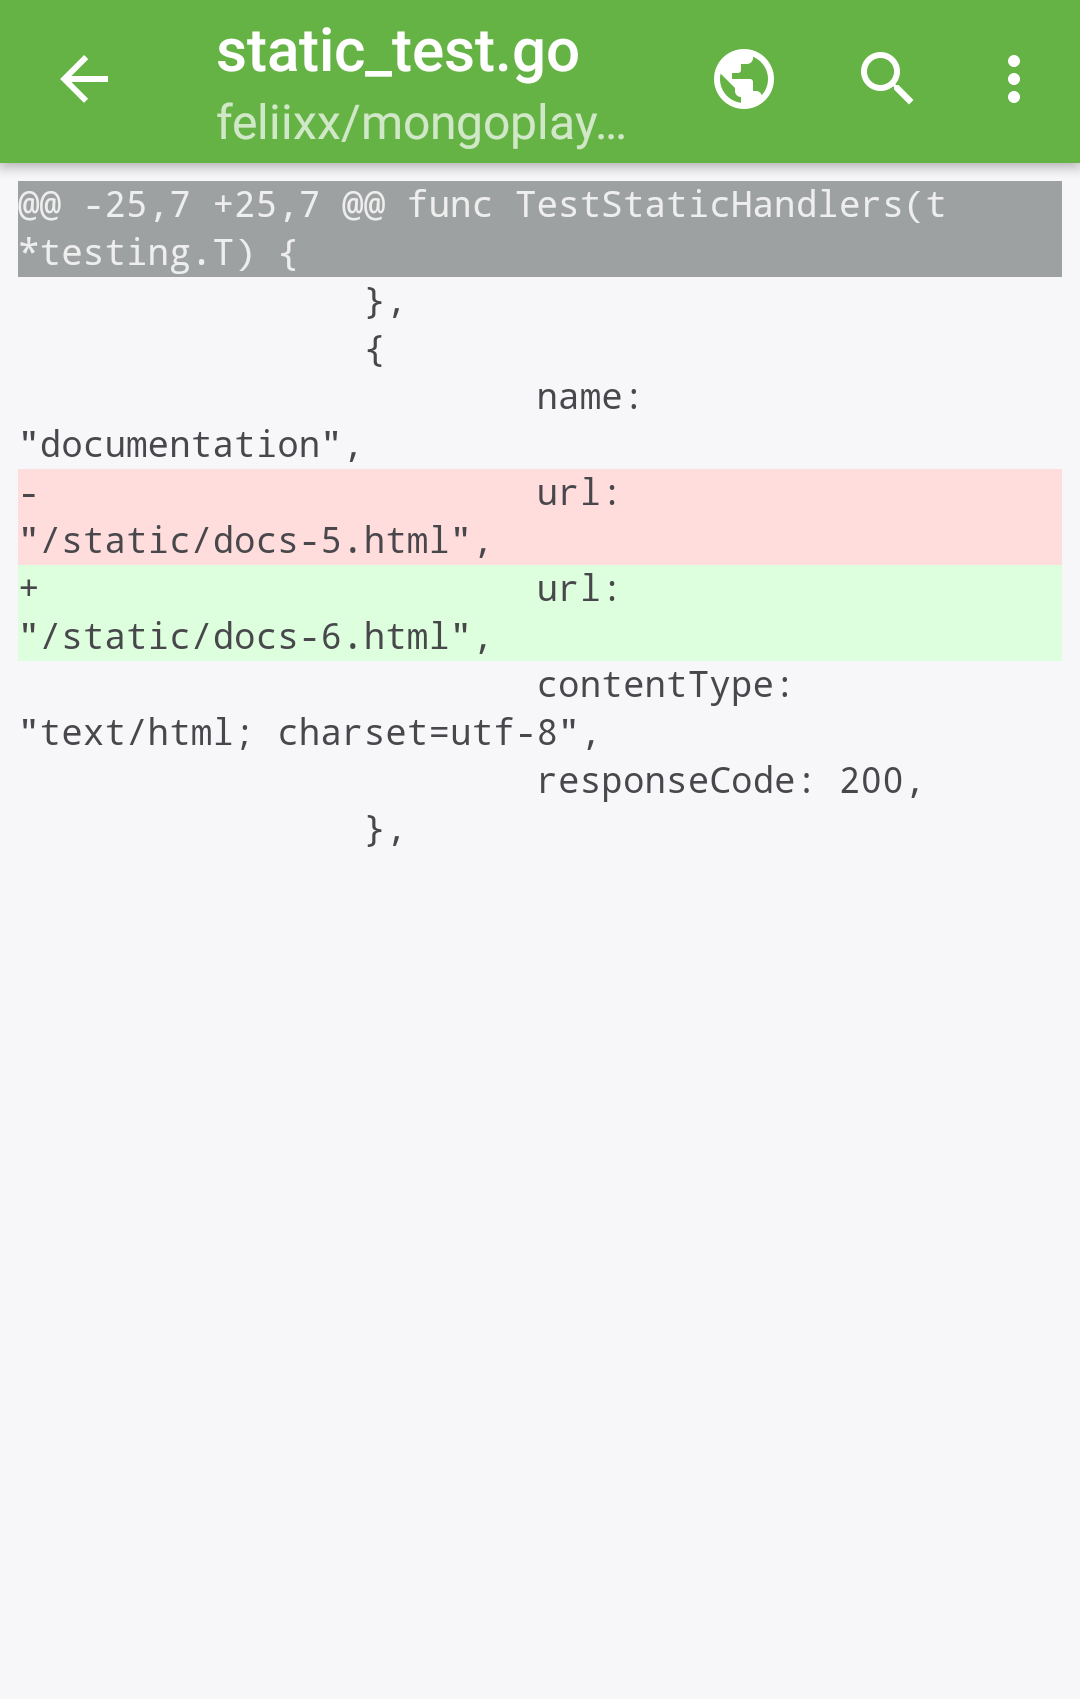 static_test.go
feliixx/mongoplay…
@@ -25,7 +25,7 @@ func TestStaticHandlers(t
*testing.T) {
},
{
name:
"documentation",
- url:
"/static/docs-5.html",
+ url:
"/static/docs-6.html",
contentType:
"text/html; charset=utf-8",
responseCode: 200,
},